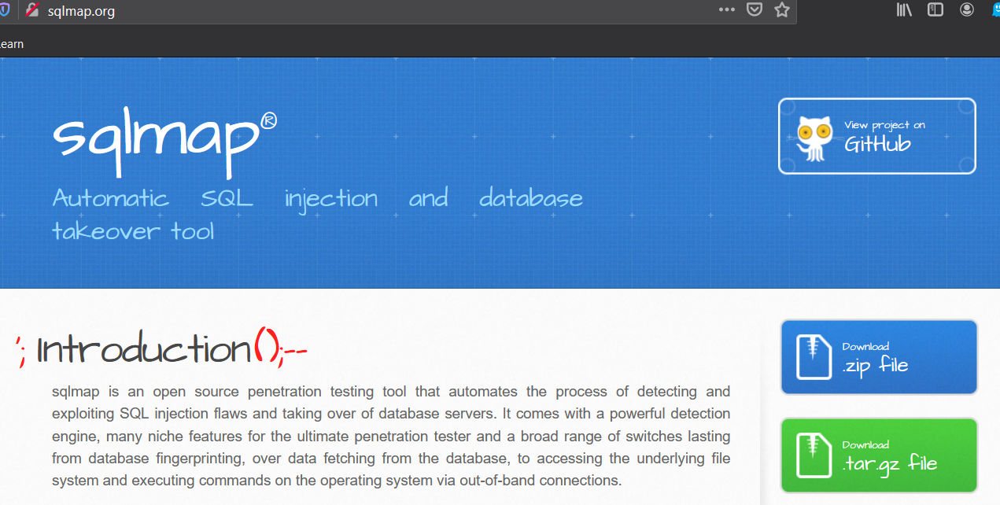 sqlmap.org
earn
sqlmap®
Automatic SQL injection and database
takeover tool
View project on
GitHub
'; Introduction();--
sqlmap is an open source penetration testing tool that automates the process of detecting and
exploiting SQL injection flaws and taking over of database servers. It comes with a powerful detection
engine, many niche features for the ultimate penetration tester and a broad range of switches lasting
from database fingerprinting, over data fetching from the database, to accessing the underlying file
system and executing commands on the operating system via out-of-band connections.
Download
.zip file
Download
.tar.gz file